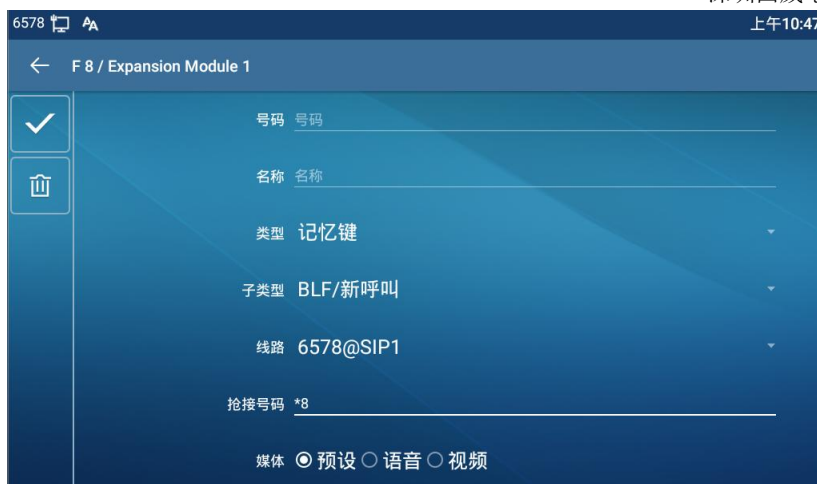 6578 上午10:47
F 8 / Expansion Module 1
号码 号码
名称 名称
类型 记忆键
子类型 BLF/新呼叫
线路 6578@SIP1
抢接号码 *8
媒体 预设 语音 视频